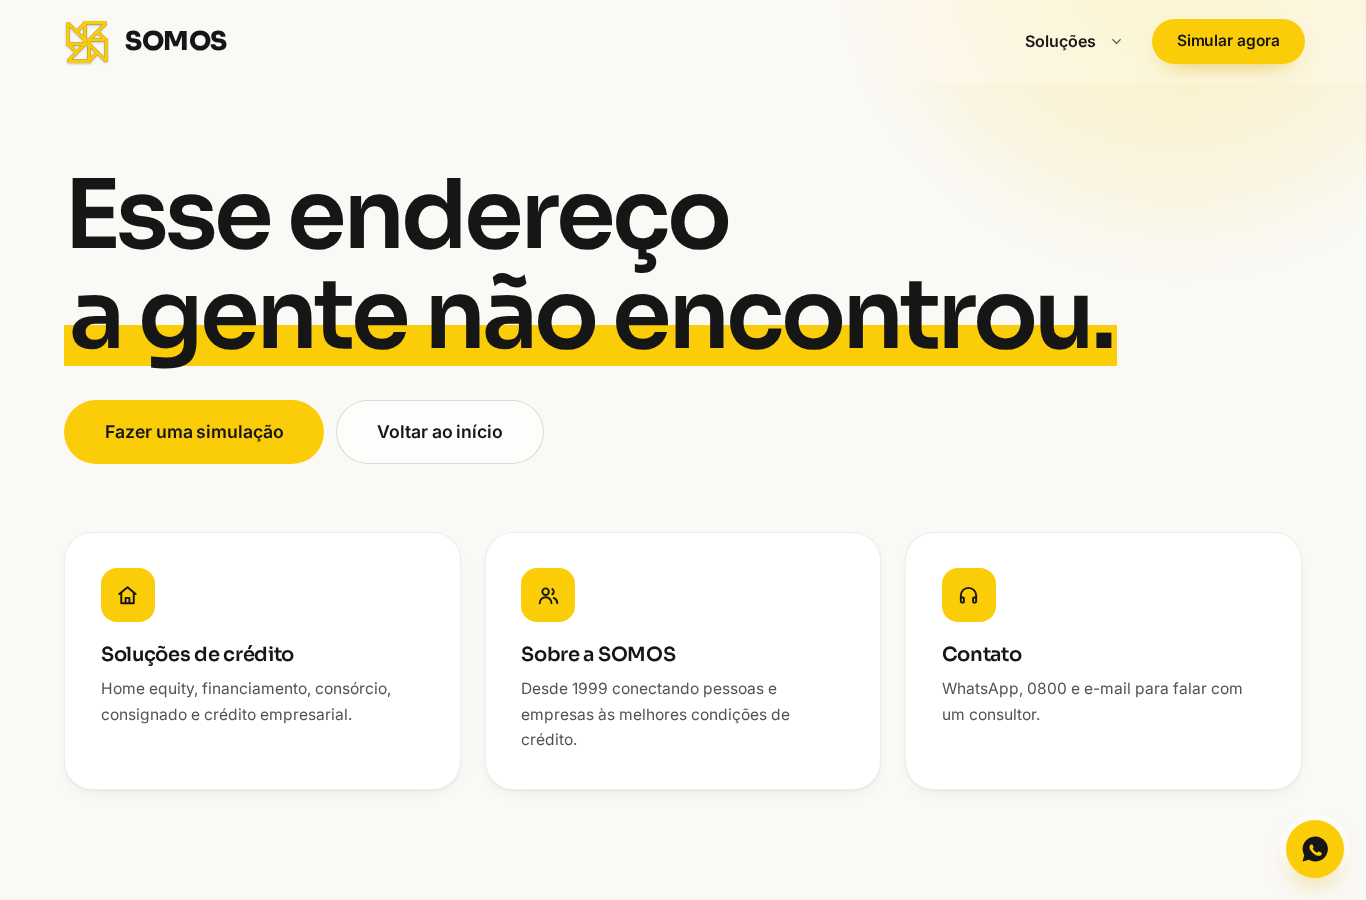 SOMOS
Soluções
Simular agora
Esse endereço
a gente não encontrou.
Fazer uma simulação
Voltar ao início
Soluções de crédito
Home equity, financiamento, consórcio,
consignado e crédito empresarial.
Sobre a SOMOS
Desde 1999 conectando pessoas e
empresas às melhores condições de
crédito.
Contato
WhatsApp, 0800 e e-mail para falar com
um consultor.